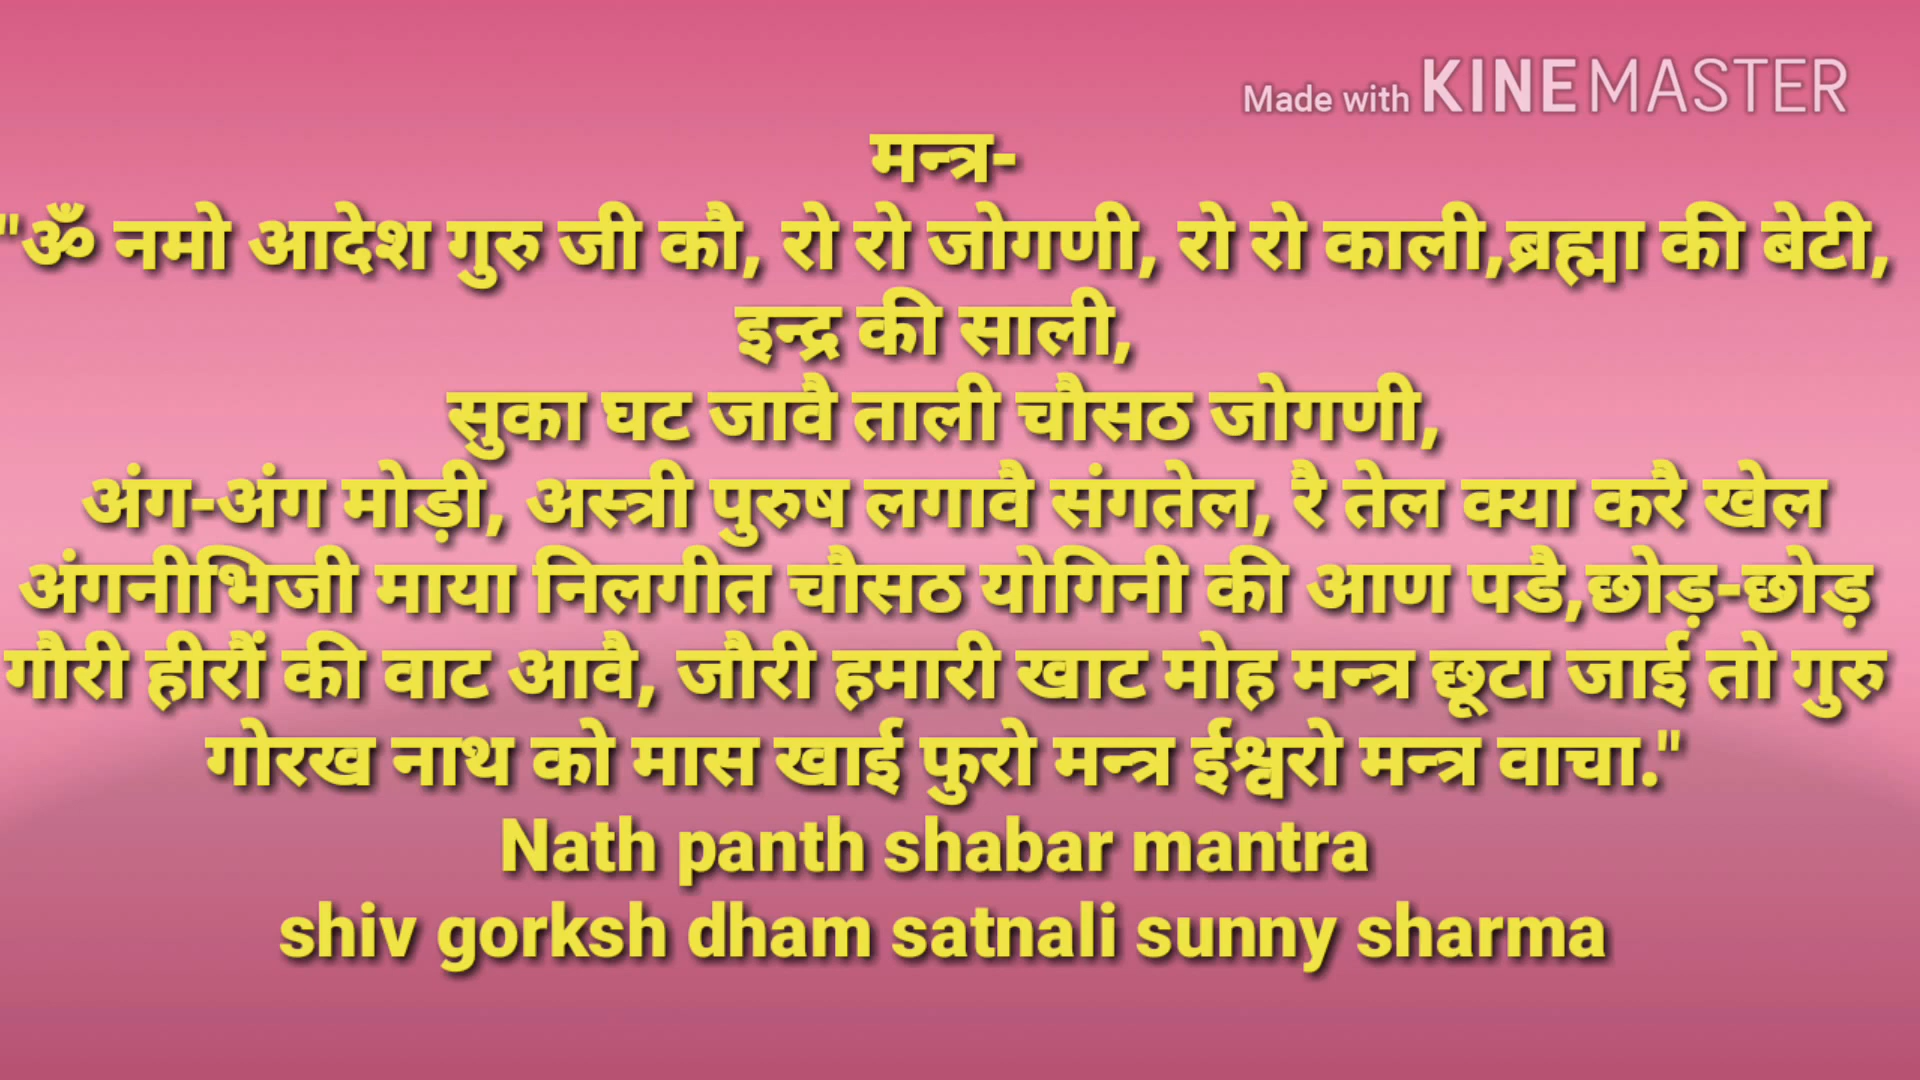 Made with KINEMASTER
मन्त्र-
"ॐ नमो आदेश गुरु जी कौ, रो रो जोगणी, रो रो काली,ब्रह्मा की बेटी,
इन्द्र की साली,
सुका घट जावै ताली चौसठ जोगणी,
अंग-अंग मोड़ी, अस्त्री पुरुष लगावै संगतेल, रै तेल क्या करै खेल
अंगनीभिजी माया निलगीत चौसठ योगिनी की आण पडै,छोड़-छोड़
गौरी हीरौं की वाट आवै, जौरी हमारी खाट मोह मन्त्र छूटा जाई तो गुरु
गोरख नाथ को मास खाई फुरो मन्त्र ईश्वरो मन्त्र वाचा."
Nath panth shabar mantra
shiv gorksh dham satnali sunny sharma